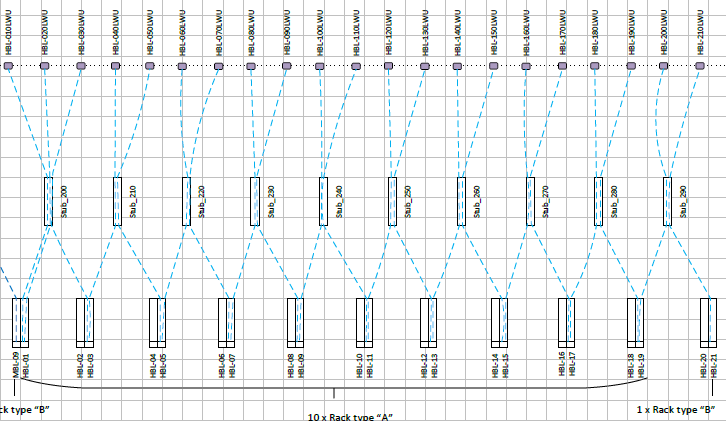 HBL-010LWU
HBL-020LWU
HBL-030LWU
HBL-040LWU
HBL-050LWU
HBL-060LWU
HBL-070LWU
HBL-080LWU
HBL-090LWU
HBL-100LWU
HBL-110LWU
HBL-120LWU
HBL-130LWU
HBL-140LWU
HBL-150LWU
HBL-160LWU
HBL-170LWU
HBL-180LWU
HBL-190LWU
HBL-200LWU
HBL-210LWU
Stub_200
Stub_210
Stub_220
Stub_230
Stub_240
Stub_250
Stub_260
Stub_270
Stub_280
Stub_290
MBL-09
HBL-01
HBL-02
HBL-03
HBL-04
HBL-05
HBL-06
HBL-07
HBL-08
HBL-09
HBL-10
HBL-11
HBL-12
HBL-13
HBL-14
HBL-15
HBL-16
HBL-17
HBL-18
HBL-19
HBL-20
HBL-21
ck type "B"
10 x Rack type "A"
1 x Rack type "B"